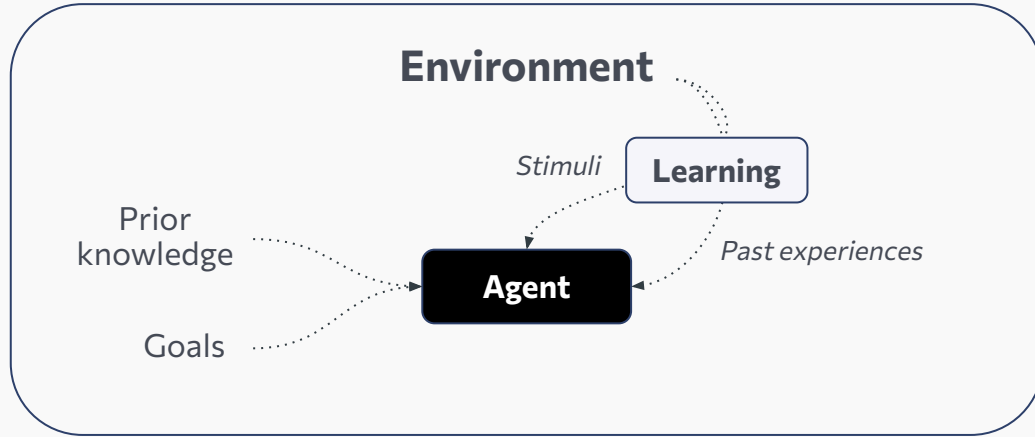 Environment
Stimuli
Learning
Prior
knowledge
Past experiences
Agent
Goals